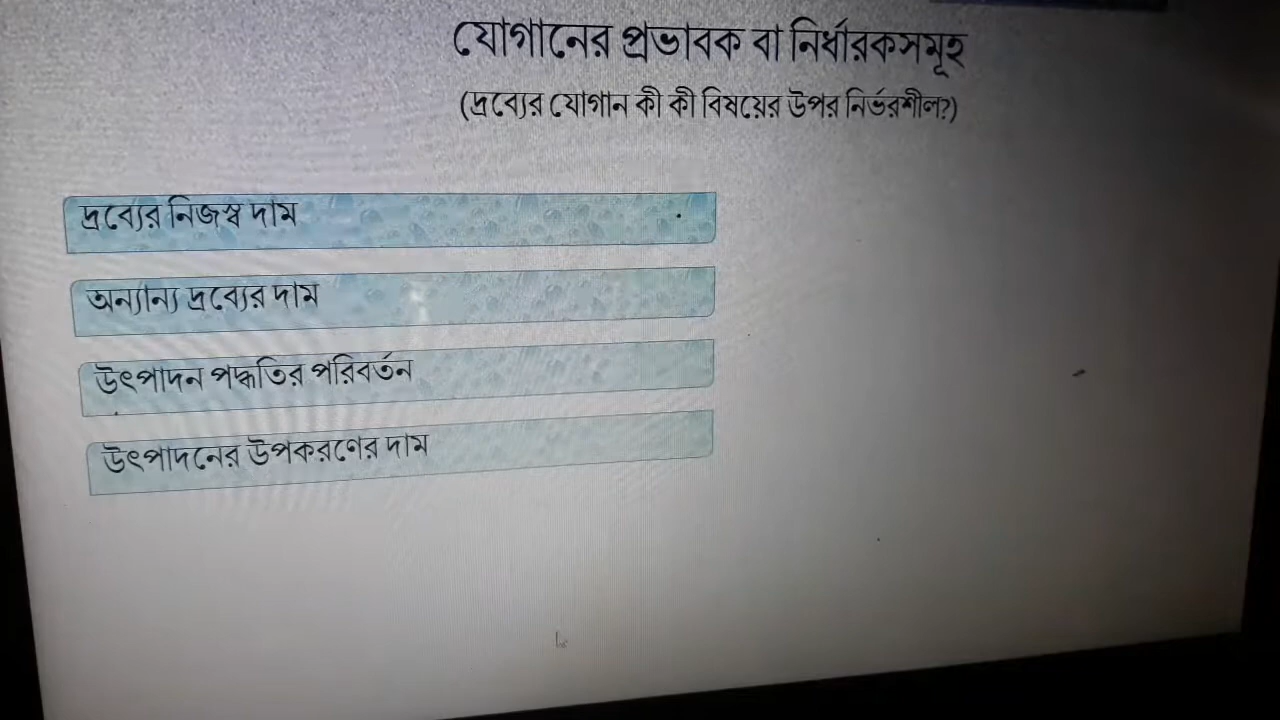 যোগানের প্রভাবক বা নির্ধারকসমূহ
(দ্রব্যের যোগান কী কী বিষয়ের উপর নির্ভরশীল?)
দ্রব্যের নিজস্ব দাম
অন্যান্য দ্রব্যের দাম
উৎপাদন পদ্ধতির পরিবর্তন
উৎপাদনের উপকরণের দাম